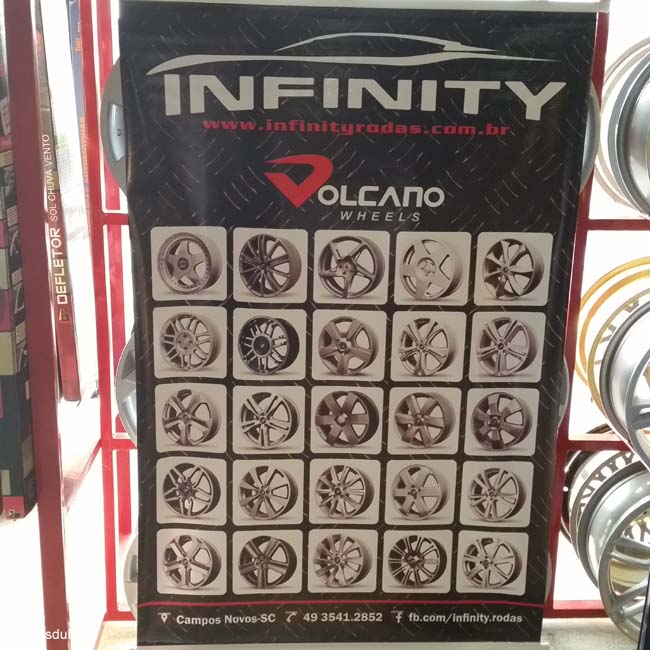 INFINITY
www.infinityrodas.com.br
VOLCANO
WHEELS
DEFLETOR SOL CHUVA VENTO
Campos Novos-SC 49 3541.2852 fb.com/infinity.rodas